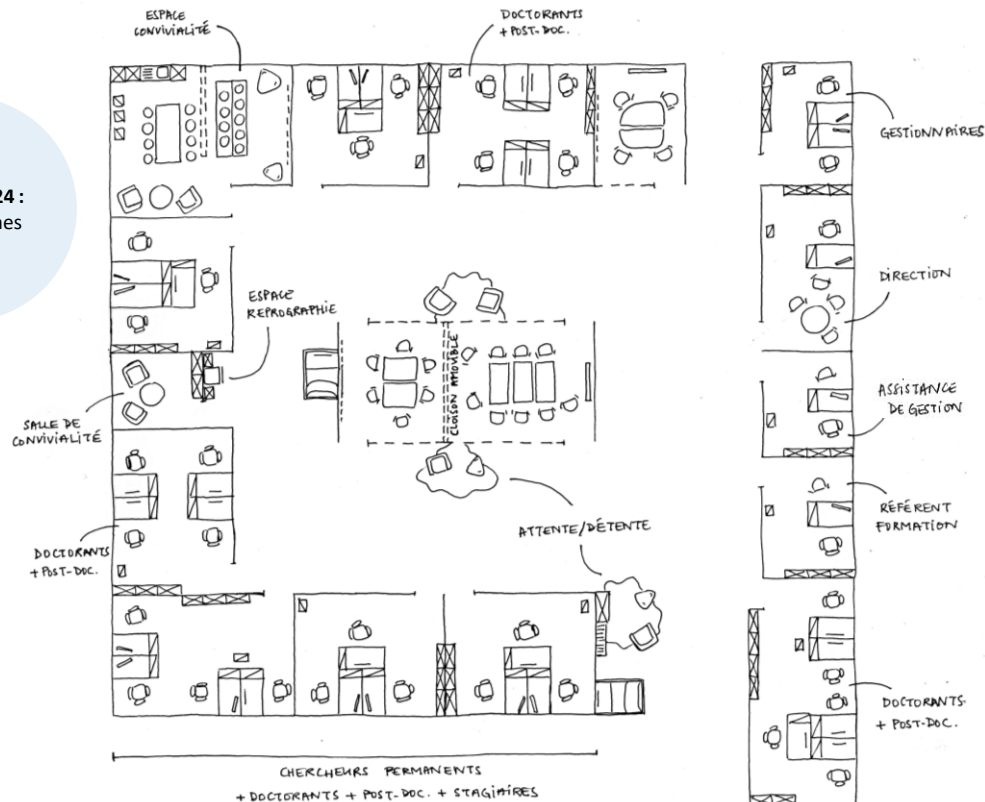 ESPACE
CONVIVIALITÉ
DOCTORANTS
+ POST-DOC.
GESTIONNAIRES
24 :
nes
DIRECTION
ESPACE
REPROGRAPHIE
CLOISON AMOVIBLE
ASSISTANCE
DE GESTION
SALLE DE
CONVIVIALITÉ
RÉFÉRENT
FORMATION
ATTENTE/DÉTENTE
DOCTORANTS
+ POST-DOC.
DOCTORANTS
+ POST-DOC.
CHERCHEURS PERMANENTS
+ DOCTORANTS + POST-DOC. + STAGIAIRES